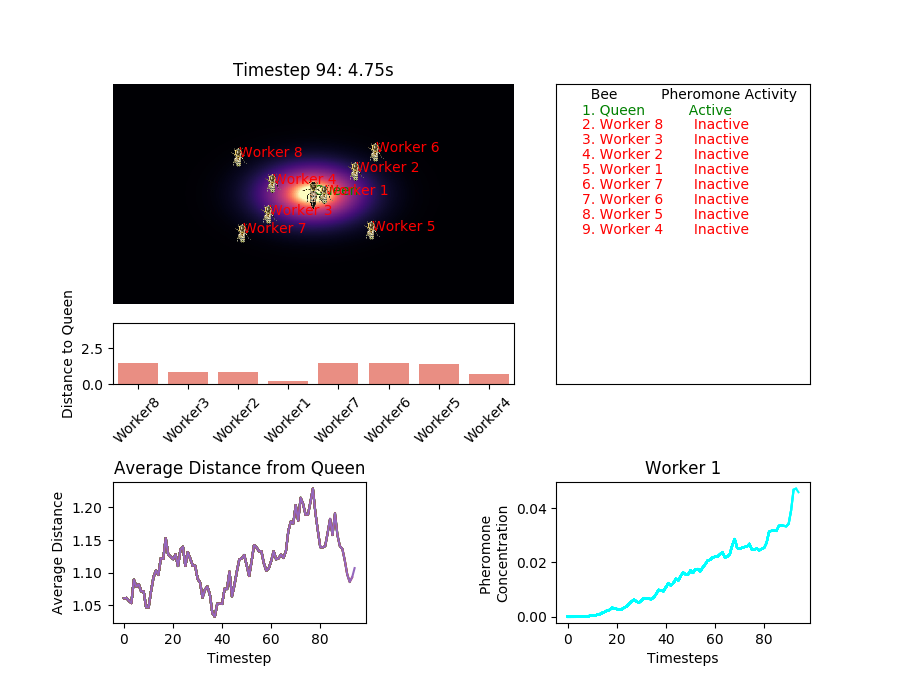 Timestep 94: 4.75s
Worker 8
Worker 6
Worker 2
Worker 4
Worker 1
Worker 3
Worker 7
Worker 5
Bee Pheromone Activity
1. Queen Active
2. Worker 8 Inactive
3. Worker 3 Inactive
4. Worker 2 Inactive
5. Worker 1 Inactive
6. Worker 7 Inactive
7. Worker 6 Inactive
8. Worker 5 Inactive
9. Worker 4 Inactive
Distance to Queen
2.5
0.0
Worker8 Worker3 Worker2 Worker1 Worker7 Worker6 Worker5 Worker4
Average Distance from Queen
Average Distance
1.20
1.15
1.10
1.05
0 20 40 60 80
Timestep
Worker 1
Pheromone
Concentration
0.04
0.02
0.00
0 20 40 60 80
Timesteps